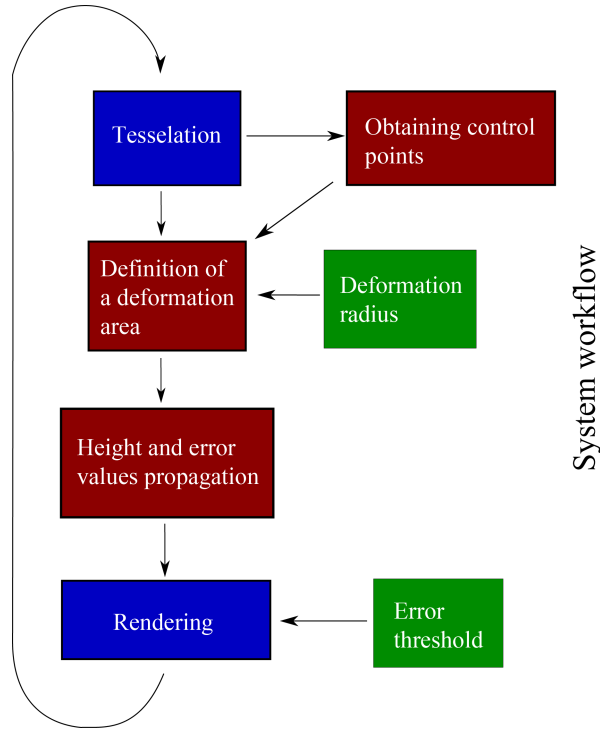 Tesselation
Obtaining control
points
Definition of
a deformation
area
Deformation
radius
Height and error
values propagation
Rendering
Error
threshold
System workflow